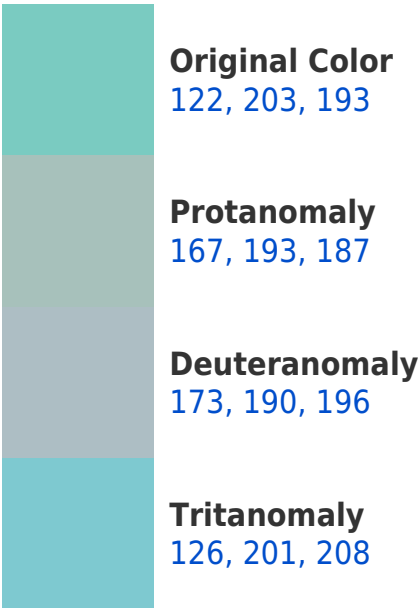 Original Color
122, 203, 193
Protanomaly
167, 193, 187
Deuteranomaly
173, 190, 196
Tritanomaly
126, 201, 208